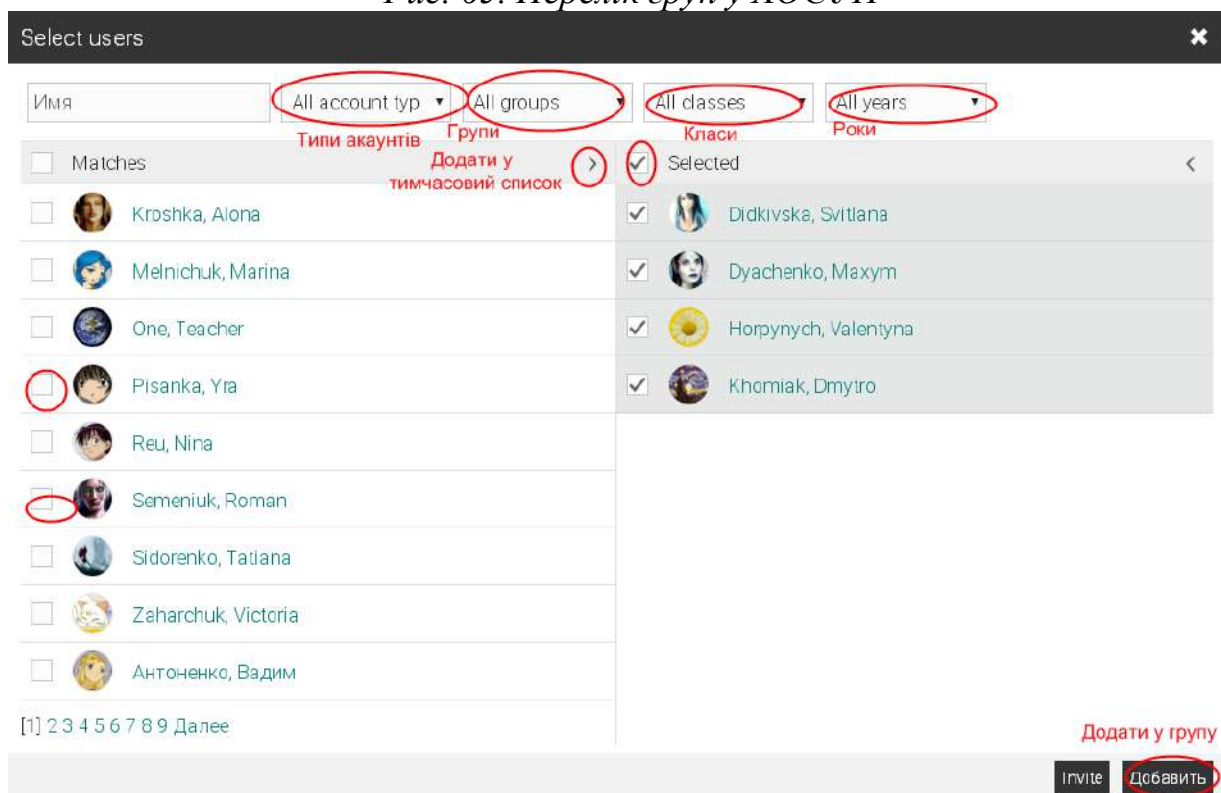 Select users
Имя All account typ All groups All classes All years
Типи акаунтів Групи Класи Роки
Matches Додати у тимчасовий список > Selected <
Kroshka, Alona
Didkivska, Svitlana
Melnichuk, Marina
Dyachenko, Maxym
One, Teacher
Horpynych, Valentyna
Pisanka, Yra
Khomiak, Dmytro
Reu, Nina
Semeniuk, Roman
Sidorenko, Tatiana
Zaharchuk, Victoria
Антоненко, Вадим
[1] 2 3 4 5 6 7 8 9 Далее
Додати у групу
Invite Добавить